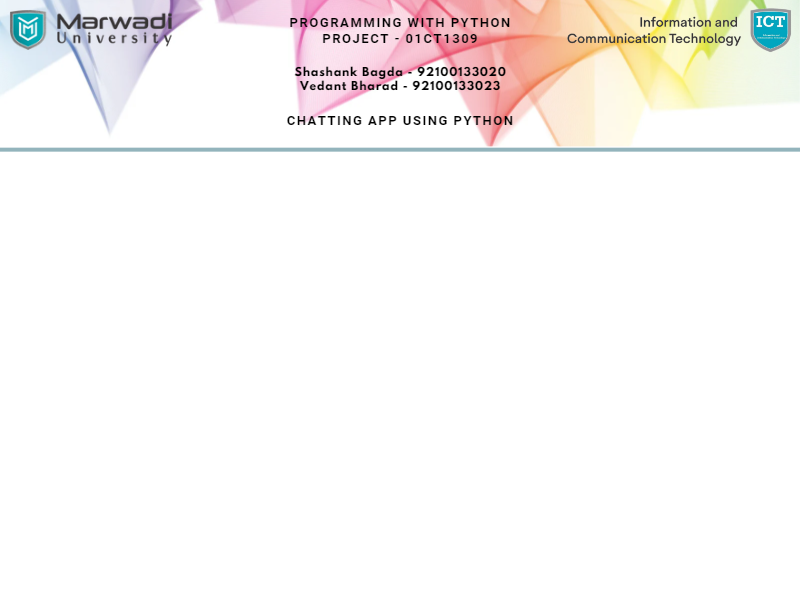 Marwadi
University
PROGRAMMING WITH PYTHON
PROJECT - 01CT1309
Information and
Communication Technology
ICT
Shashank Bagda - 92100133020
Vedant Bharad - 92100133023
CHATTING APP USING PYTHON